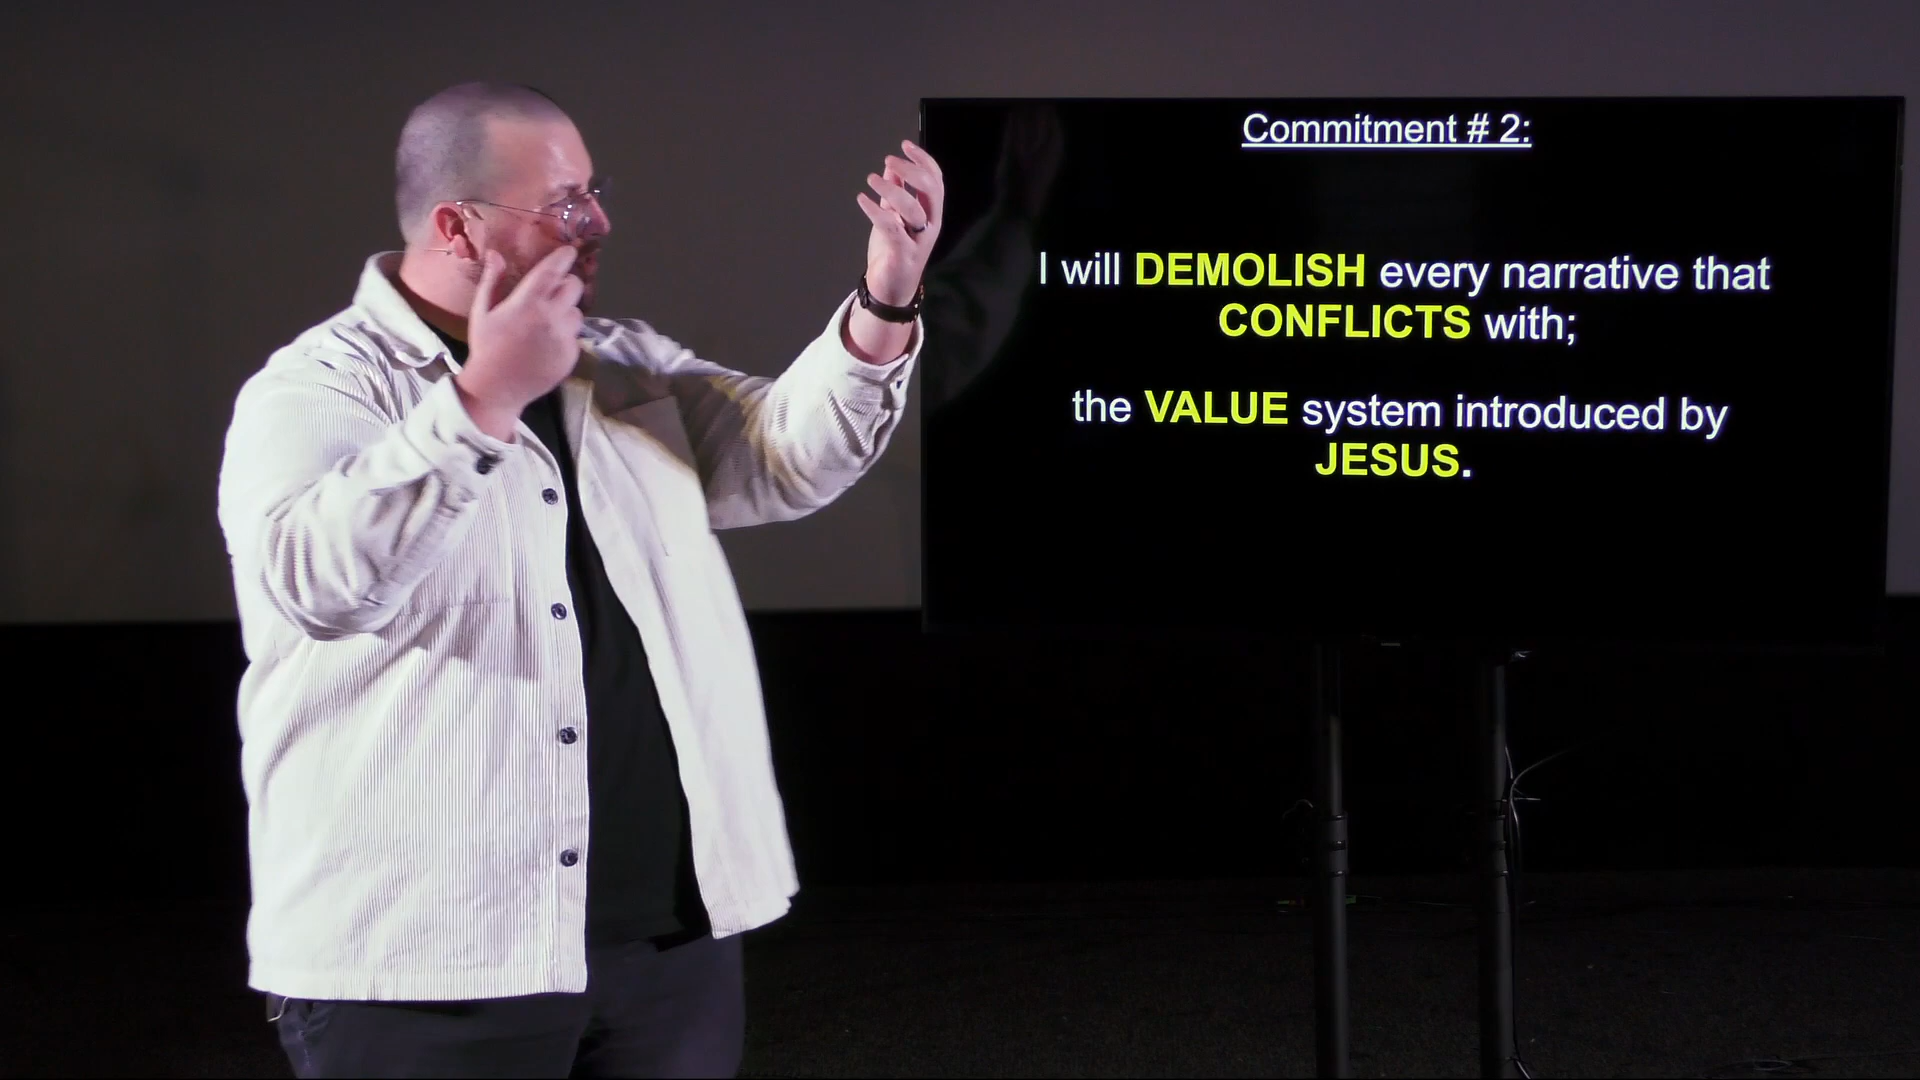 Commitment # 2:
I will DEMOLISH every narrative that
CONFLICTS with;
the VALUE system introduced by
JESUS.